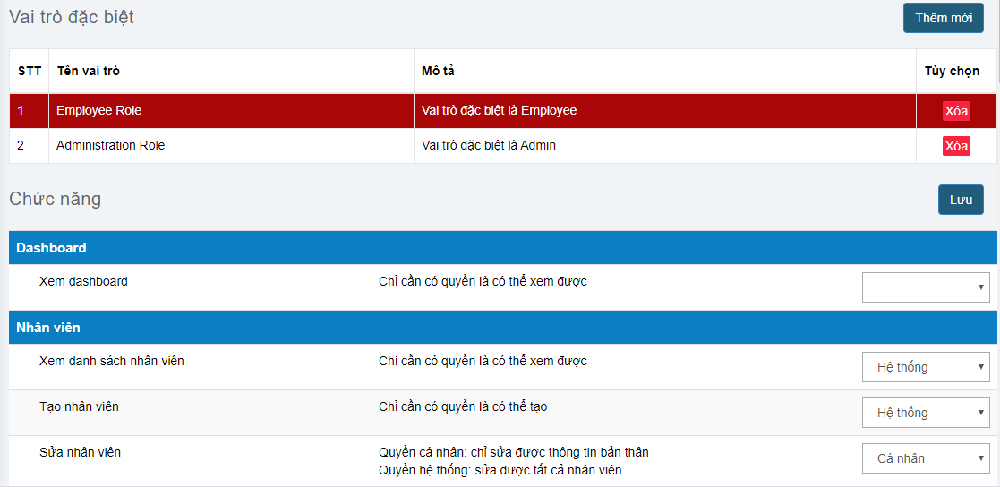 Vai trò đặc biệt
Thêm mới
STT Tên vai trò Mô tả Tùy chọn
1 Employee Role Vai trò đặc biệt là Employee Xóa
2 Administration Role Vai trò đặc biệt là Admin Xóa
Chức năng
Lưu
Dashboard
Xem dashboard Chỉ cần có quyền là có thể xem được
Nhân viên
Xem danh sách nhân viên Chỉ cần có quyền là có thể xem được Hệ thống
Tạo nhân viên Chỉ cần có quyền là có thể tạo Hệ thống
Sửa nhân viên Quyền cá nhân: chỉ sửa được thông tin bản thân Cá nhân
Quyền hệ thống: sửa được tất cả nhân viên